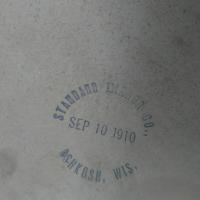 STANDARD
CO.,
SEP 10 1910
OSHKOSH, WIS.